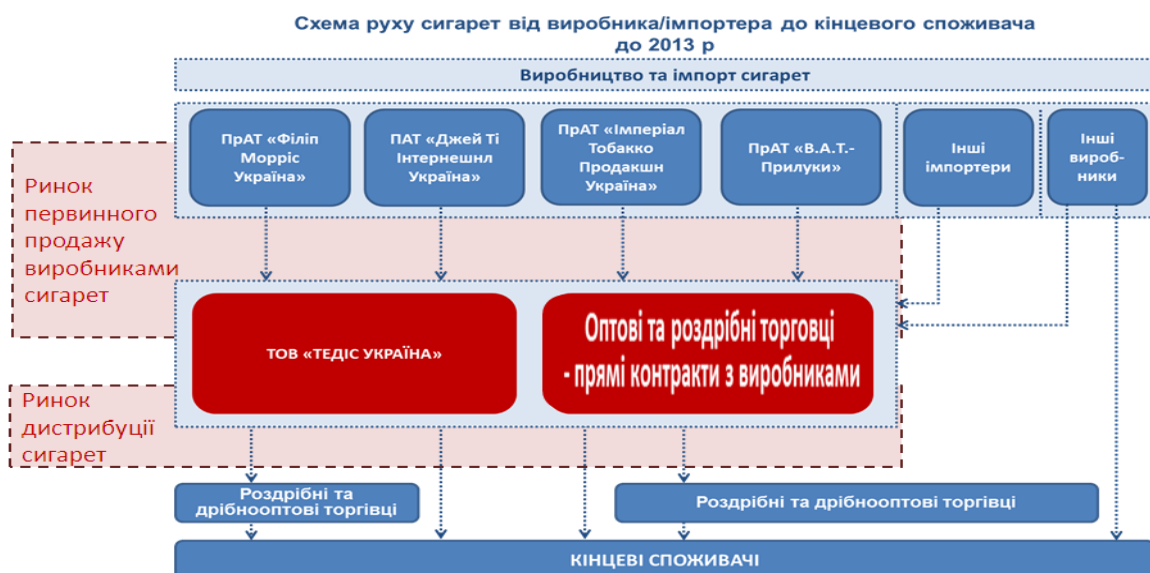 Схема руху сигарет від виробника/імпортера до кінцевого споживача
до 2013 р
Виробництво та імпорт сигарет
ПрАТ «Філіп
Морріс
Україна»
ПАТ «Джей Ті
Інтернешнл
Україна»
ПрАТ «Імперіал
Тобакко
Продакшн
Україна»
ПрАТ «В.А.Т.-
Прилуки»
Інші
імпортери
Інші
вироб-
ники
Ринок
первинного
продажу
виробниками
сигарет
ТОВ «ТЕДІС УКРАЇНА»
Оптові та роздрібні торговці
- прямі контракти з виробниками
Ринок
дистрибуції
сигарет
Роздрібні та
дрібнооптові торгівці
Роздрібні та дрібнооптові торгівці
КІНЦЕВІ СПОЖИВАЧІ